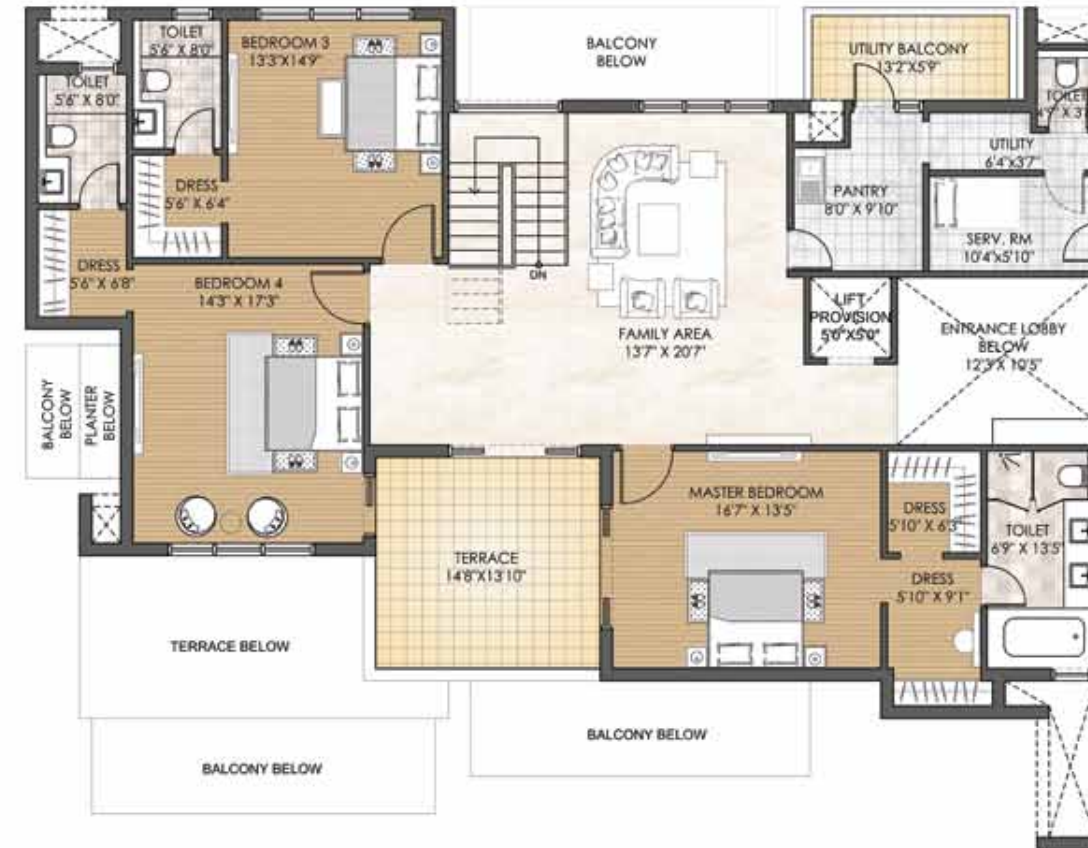 TOILET
5'6" X 8'0"
BEDROOM 3
13'3"X14'9"
BALCONY
BELOW
UTILITY BALCONY
13'2"X5'9"
TOILET
5'6" X 8'0"
TOILET
UTILITY
6'4"x3'7"
DRESS
5'6" X 6'4"
PANTRY
8'0" X 9'10"
SERV. RM
10'4"x5'10"
DRESS
5'6" X 6'8"
BEDROOM 4
14'3" X 17'3"
DN
FAMILY AREA
13'7" X 20'7"
LIFT
PROVISION
5'6"X5'0"
ENTRANCE LOBBY
BELOW
12'3"X 10'5"
BALCONY
BELOW
PLANTER
BELOW
MASTER BEDROOM
16'7" X 13'5"
DRESS
5'10" X 6'3"
TOILET
6'9" X 13'5"
TERRACE
14'8"X13'10"
DRESS
5'10" X 9'1"
TERRACE BELOW
BALCONY BELOW
BALCONY BELOW